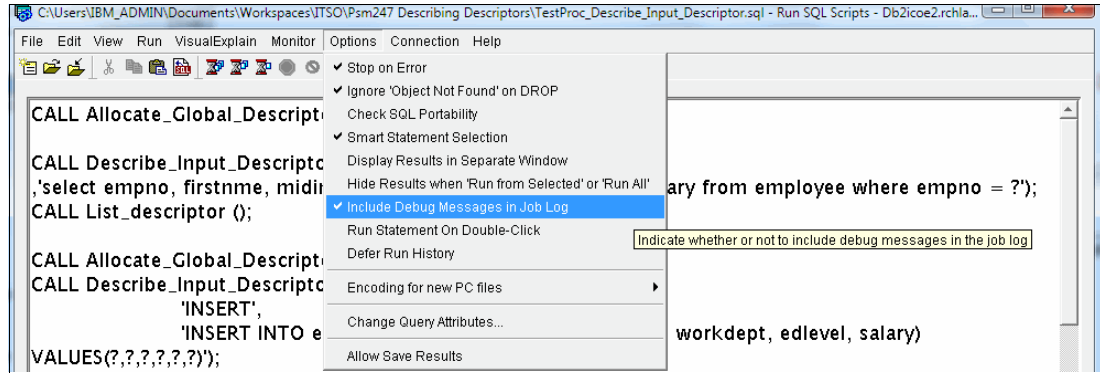 C:\Users\IBM_ADMIN\Documents\Workspaces\ITSO\Psm247 Describing Descriptors\TestProc_Describe_Input_Descriptor.sql - Run SQL Scripts - Db2icoe2.rchla...
File Edit View Run VisualExplain Monitor Options Connection Help
Stop on Error
Ignore 'Object Not Found' on DROP
Check SQL Portability
Smart Statement Selection
Display Results in Separate Window
Hide Results when 'Run from Selected' or 'Run All'
Include Debug Messages in Job Log
Run Statement On Double-Click
Defer Run History
Encoding for new PC files
Change Query Attributes...
Allow Save Results
Indicate whether or not to include debug messages in the job log
CALL Allocate_Global_Descript
CALL Describe_Input_Descripto
,'select empno, firstnme, midin ary from employee where empno = ?');
CALL List_descriptor ();
CALL Allocate_Global_Descript
CALL Describe_Input_Descripto
'INSERT',
'INSERT INTO e workdept, edlevel, salary)
VALUES(?,?,?,?,?,?)');